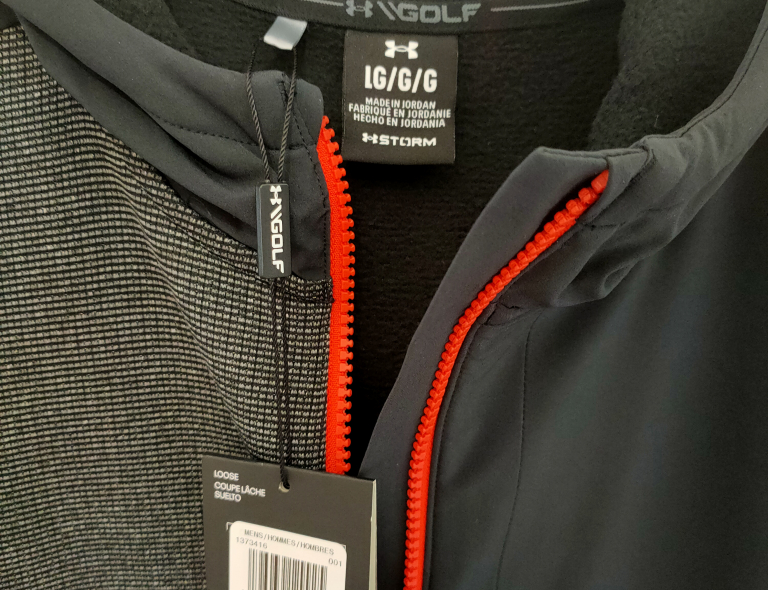 \\GOLF
LG/G/G
MADE IN JORDAN
FABRIQUÉ EN JORDANIE
HECHO EN JORDANIA
STORM
\\GOLF
LOOSE
COUPE LÂCHE
SUELTO
MENS/HOMMES/HOMBRES
1373416
001